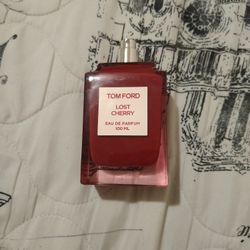 TOM FORD
LOST
CHERRY
EAU DE PARFUM
100 ML